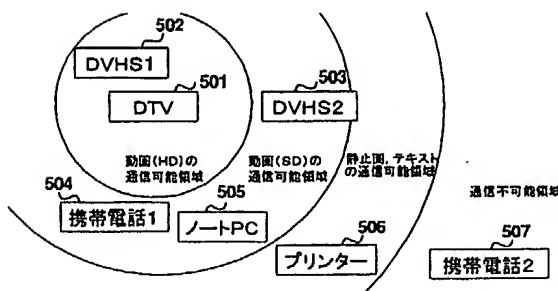 502
DVHS1
501
DTV
503
DVHS2
動画(HD)の
通信可能領域
動画(SD)の
通信可能領域
静止画,テキスト
の通信可能領域
通信不可能領域
504
携帯電話1
505
ノートPC
506
プリンター
507
携帯電話2